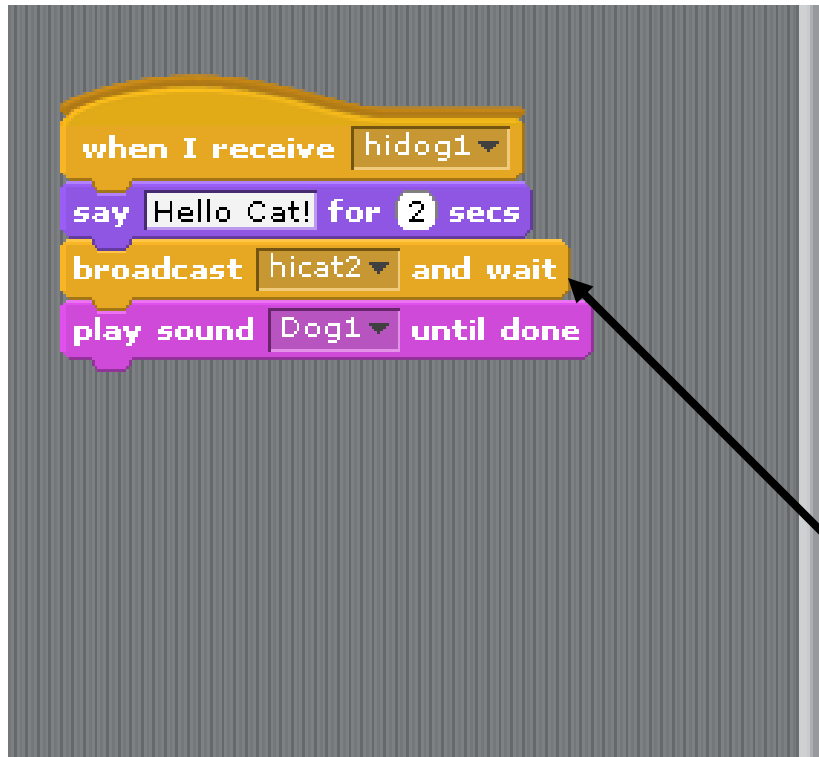 when I receive hidog1
say Hello Cat! for 2 secs
broadcast hicat2 and wait
play sound Dog1 until done